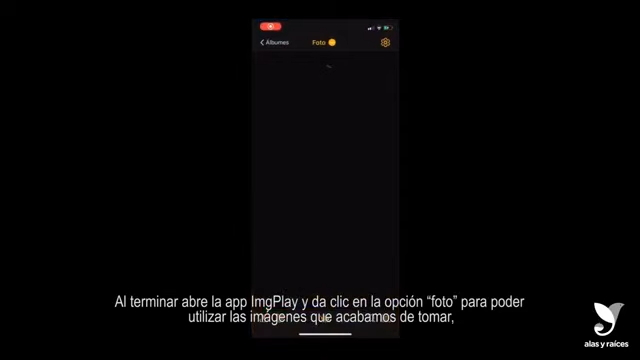 Álbumes
Foto
Al terminar abre la app ImgPlay y da clic en la opción “foto” para poder
utilizar las imágenes que acabamos de tomar,
alas y raíces